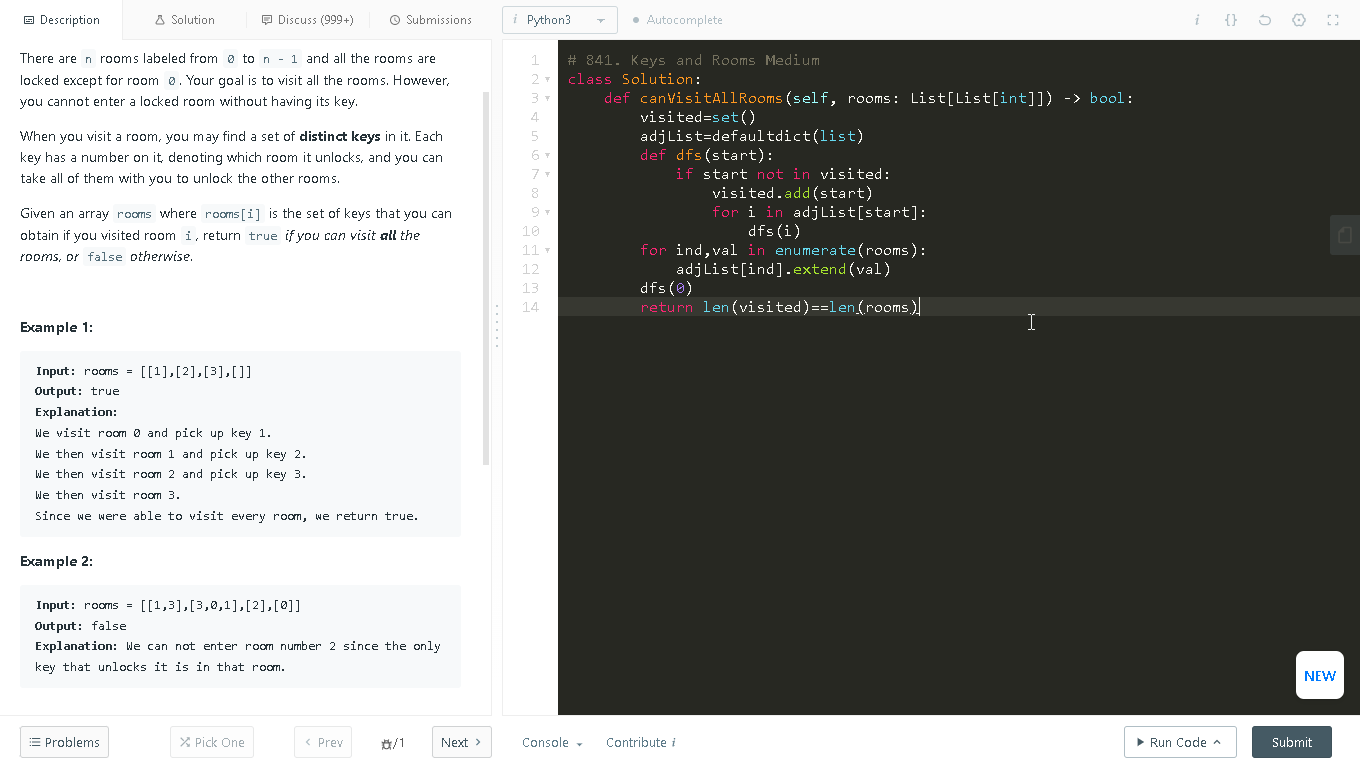 Description
Solution
Discuss (999+)
Submissions
i Python3
Autocomplete
i {}
There are n rooms labeled from 0 to n - 1 and all the rooms are
locked except for room 0. Your goal is to visit all the rooms. However,
you cannot enter a locked room without having its key.
When you visit a room, you may find a set of distinct keys in it. Each
key has a number on it, denoting which room it unlocks, and you can
take all of them with you to unlock the other rooms.
Given an array rooms where rooms[i] is the set of keys that you can
obtain if you visited room i, return true if you can visit all the
rooms, or false otherwise.
Example 1:
Input: rooms = [[1],[2],[3],[]]
Output: true
Explanation:
We visit room 0 and pick up key 1.
We then visit room 1 and pick up key 2.
We then visit room 2 and pick up key 3.
We then visit room 3.
Since we were able to visit every room, we return true.
Example 2:
Input: rooms = [[1,3],[3,0,1],[2],[0]]
Output: false
Explanation: We can not enter room number 2 since the only
key that unlocks it is in that room.
1 # 841. Keys and Rooms Medium
2 class Solution:
3     def canVisitAllRooms(self, rooms: List[List[int]]) -> bool:
4         visited=set()
5         adjList=defaultdict(list)
6         def dfs(start):
7             if start not in visited:
8                 visited.add(start)
9                 for i in adjList[start]:
10                     dfs(i)
11         for ind,val in enumerate(rooms):
12             adjList[ind].extend(val)
13         dfs(0)
14         return len(visited)==len(rooms)
NEW
Problems
Pick One
< Prev
/1
Next >
Console
Contribute i
Run Code
Submit